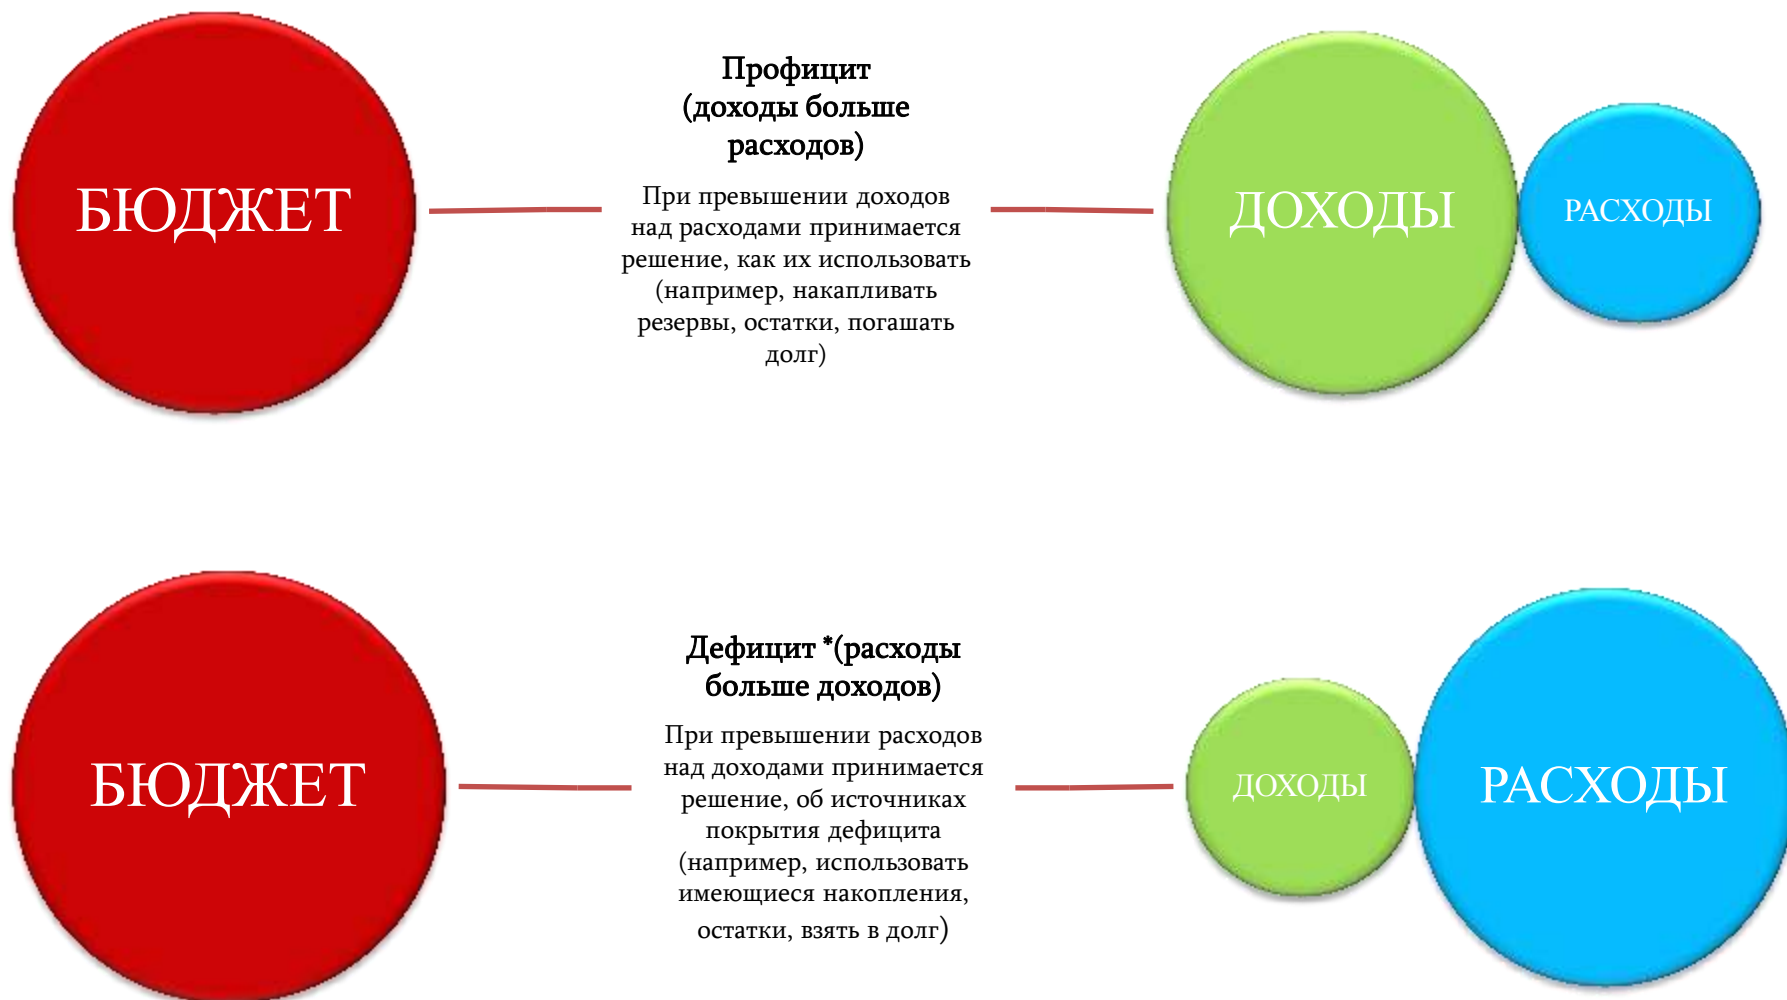 БЮДЖЕТ
Профицит
(доходы больше
расходов)
При превышении доходов
над расходами принимается
решение, как их использовать
(например, накапливать
резервы, остатки, погашать
долг)
ДОХОДЫ
РАСХОДЫ
БЮДЖЕТ
Дефицит *(расходы
больше доходов)
При превышении расходов
над доходами принимается
решение, об источниках
покрытия дефицита
(например, использовать
имеющиеся накопления,
остатки, взять в долг)
ДОХОДЫ
РАСХОДЫ